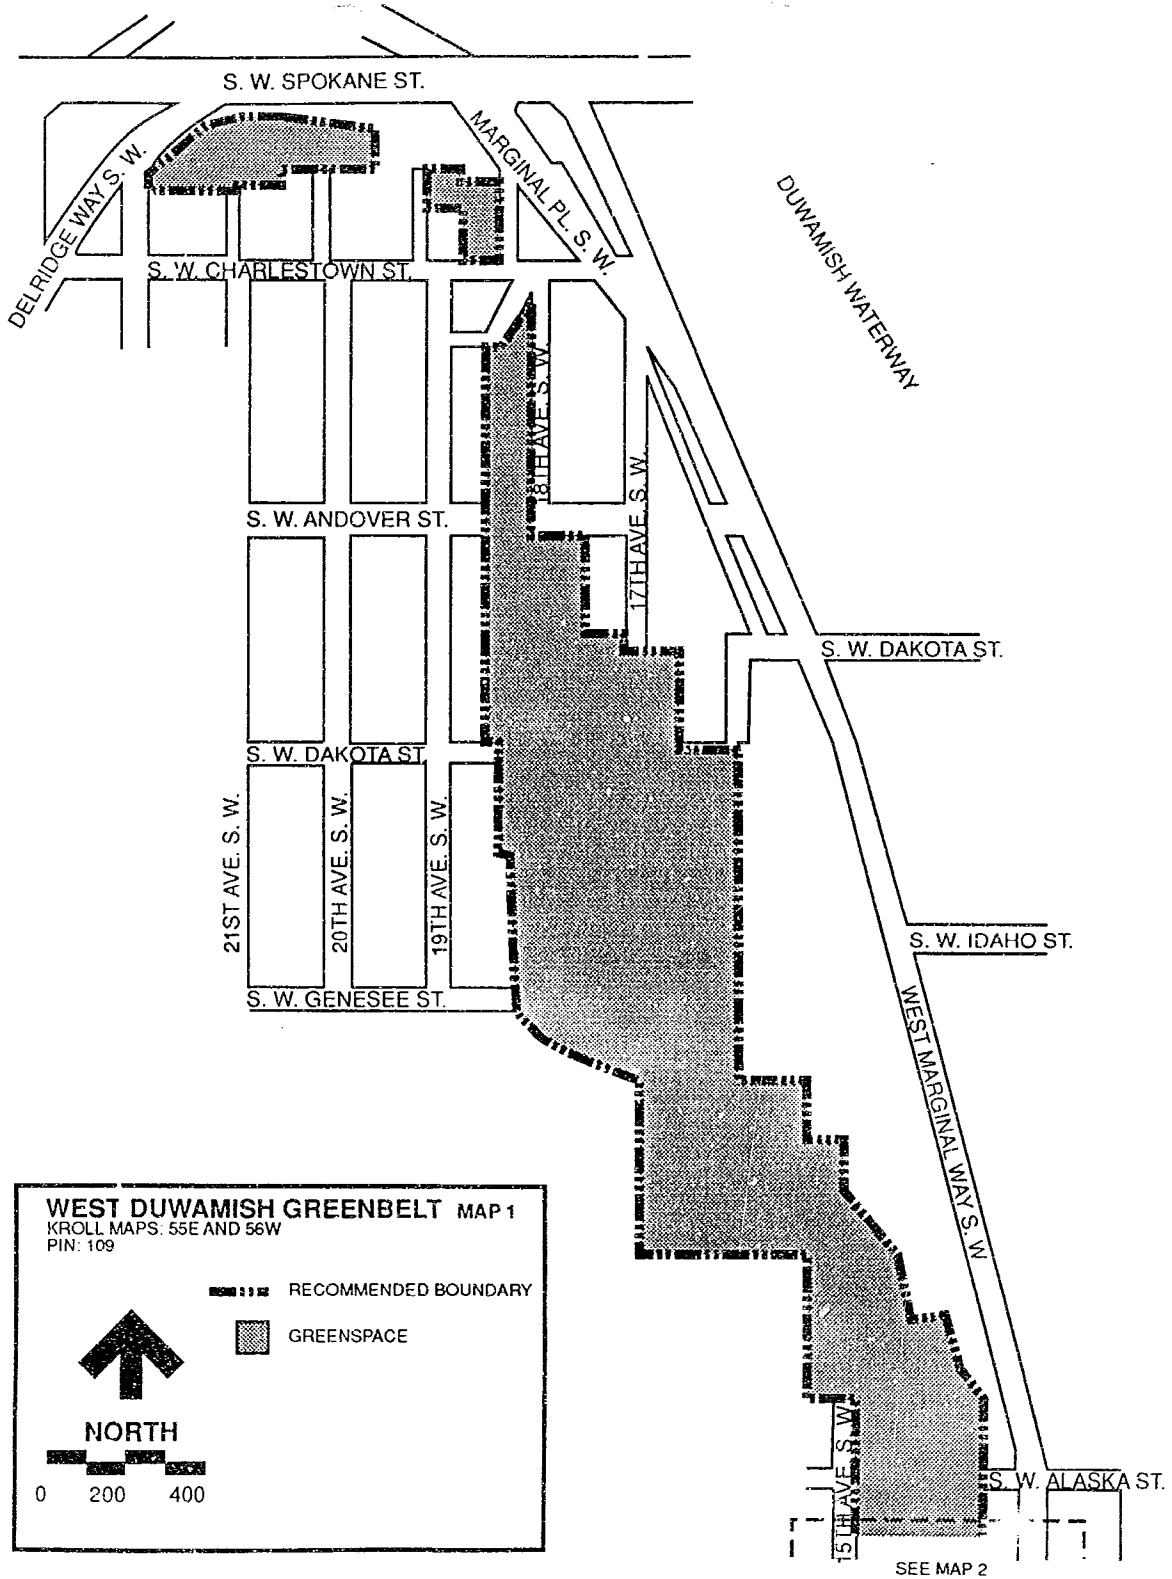 S. W. SPOKANE ST.
MARGINAL PL. S. W.
DELRIDGE WAY S. W.
DUWAMISH WATERWAY
S. W. CHARLESTOWN ST.
18TH AVE. S. W.
17TH AVE. S. W.
S. W. ANDOVER ST.
S. W. DAKOTA ST.
S. W. DAKOTA ST.
21ST AVE. S. W.
20TH AVE. S. W.
19TH AVE. S. W.
S. W. IDAHO ST.
S. W. GENESEE ST.
WEST MARGINAL WAY S. W
WEST DUWAMISH GREENBELT MAP 1
KROLL MAPS: 55E AND 56W
PIN: 109
RECOMMENDED BOUNDARY
GREENSPACE
NORTH
0 200 400
15TH AVE. S. W.
S. W. ALASKA ST.
SEE MAP 2